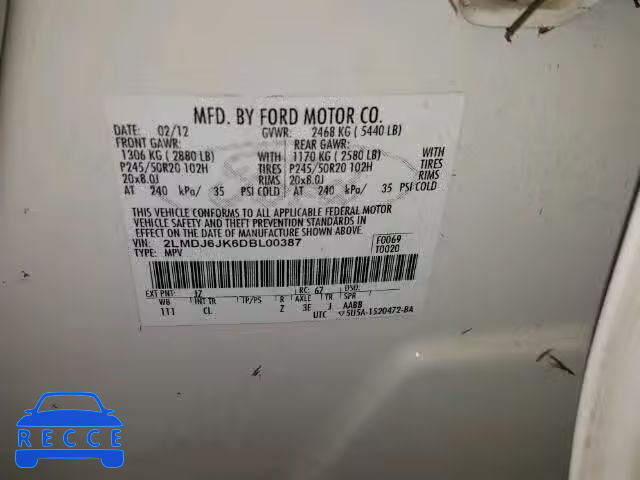 MFD. BY FORD MOTOR CO.
DATE: 02/12 GVWR: 2468 KG ( 5440 LB)
FRONT GAWR: REAR GAWR:
1306 KG ( 2880 LB) WITH 1170 KG ( 2580 LB) WITH
P245/50R20 102H TIRES P245/50R20 102H TIRES
20x8.0J RIMS 20x8.0J RIMS
AT 240 kPa/ 35 PSI COLD AT 240 kPa/ 35 PSI COLD
THIS VEHICLE CONFORMS TO ALL APPLICABLE FEDERAL MOTOR
VEHICLE SAFETY AND THEFT PREVENTION STANDARDS IN
EFFECT ON THE DATE OF MANUFACTURE SHOWN ABOVE.
VIN: 2LMDJ6JK6DBL00387 F0069
TYPE: MPV T0020
EXT PNT: 1Z RC: 67 DSO:
WB INT TR TP/PS R AXLE TR SPR
111 CL Z 3E J AABB
UTC 5U5A-1520472-BA
RECCE